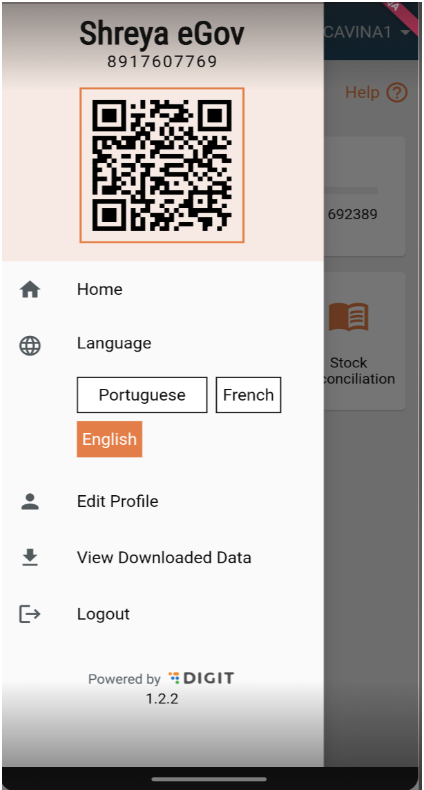 Shreya eGov
8917607769
CAVINA1
Help
692389
Home
Language
Portuguese French
English
Stock
conciliation
Edit Profile
View Downloaded Data
Logout
Powered by DIGIT
1.2.2